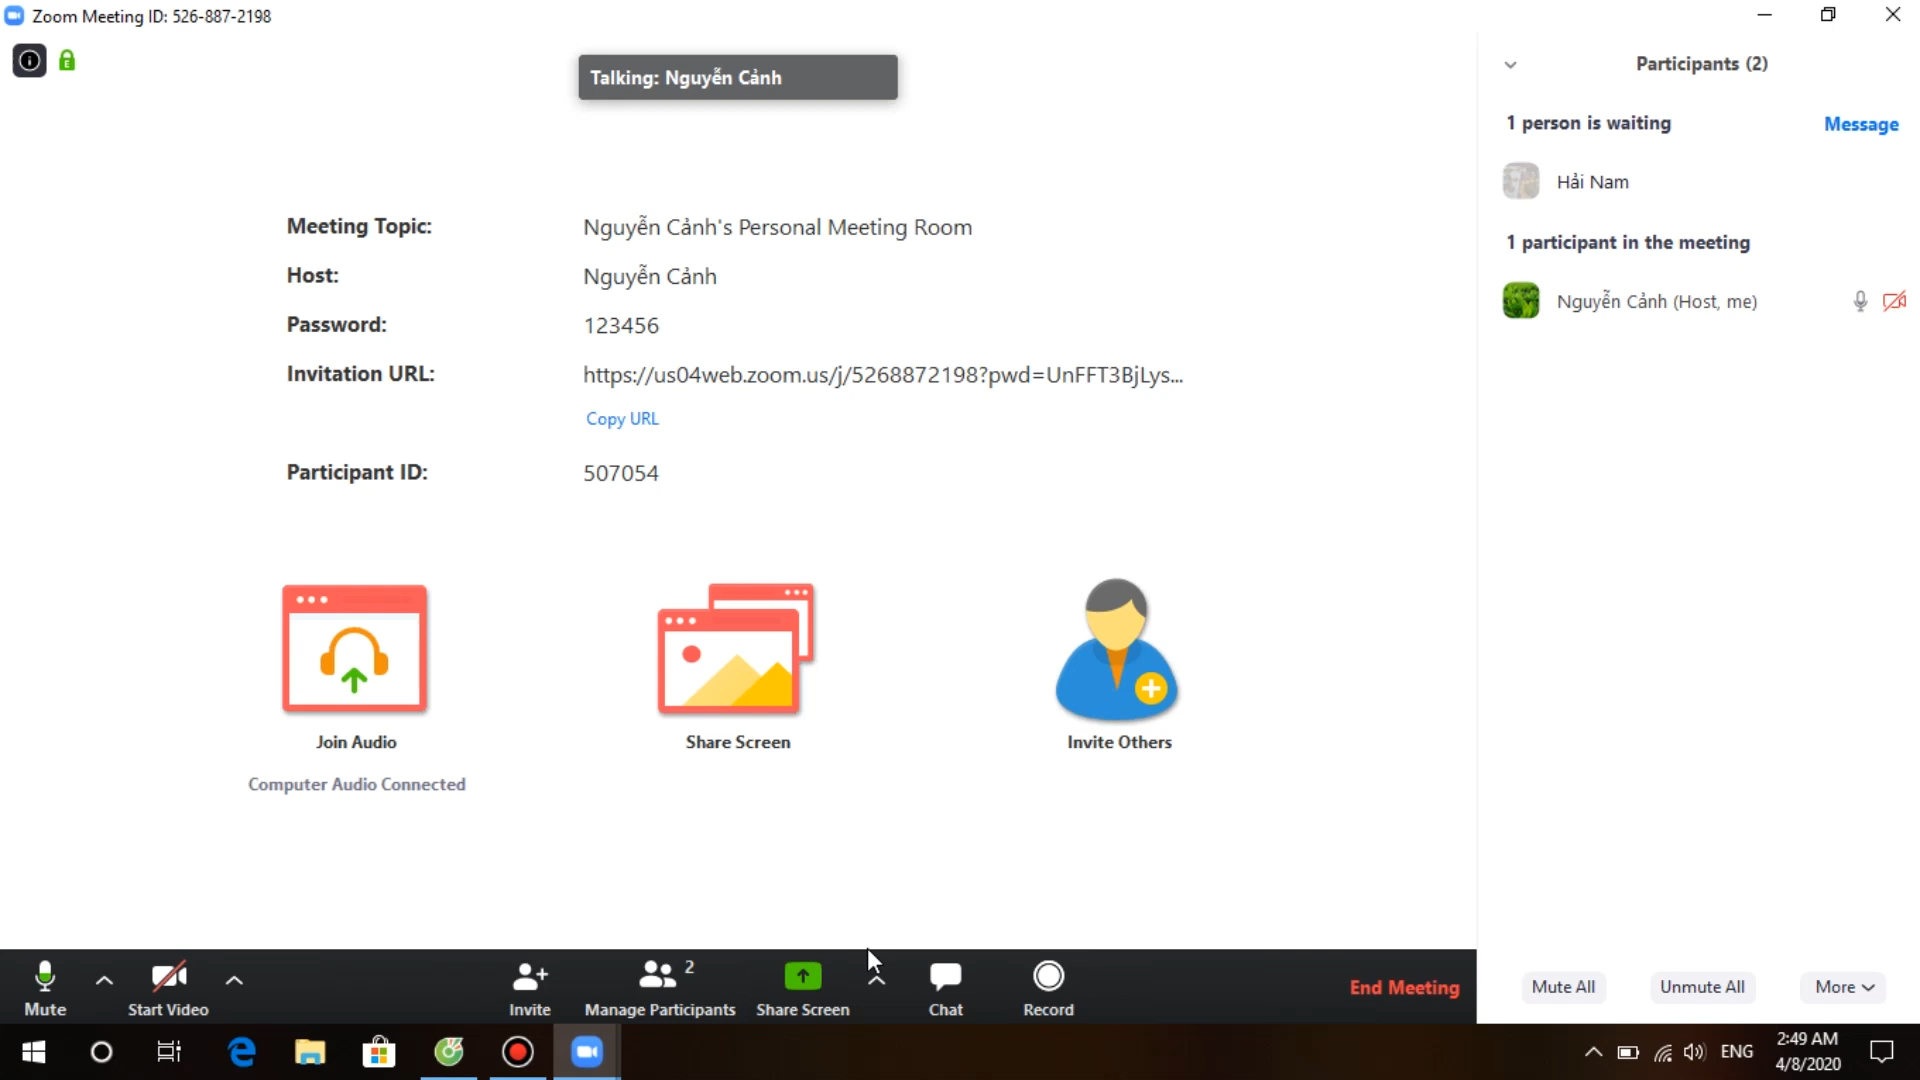 Zoom Meeting ID: 526-887-2198
Talking: Nguyễn Cảnh
Meeting Topic: Nguyễn Cảnh's Personal Meeting Room
Host: Nguyễn Cảnh
Password: 123456
Invitation URL: https://us04web.zoom.us/j/5268872198?pwd=UnFFT3BjLys...
Copy URL
Participant ID: 507054
Join Audio
Computer Audio Connected
Share Screen
Invite Others
Participants (2)
1 person is waiting Message
Hải Nam
1 participant in the meeting
Nguyễn Cảnh (Host, me)
Mute
Start Video
Invite
2
Manage Participants
Share Screen
Chat
Record
End Meeting
Mute All
Unmute All
More
ENG
2:49 AM
4/8/2020